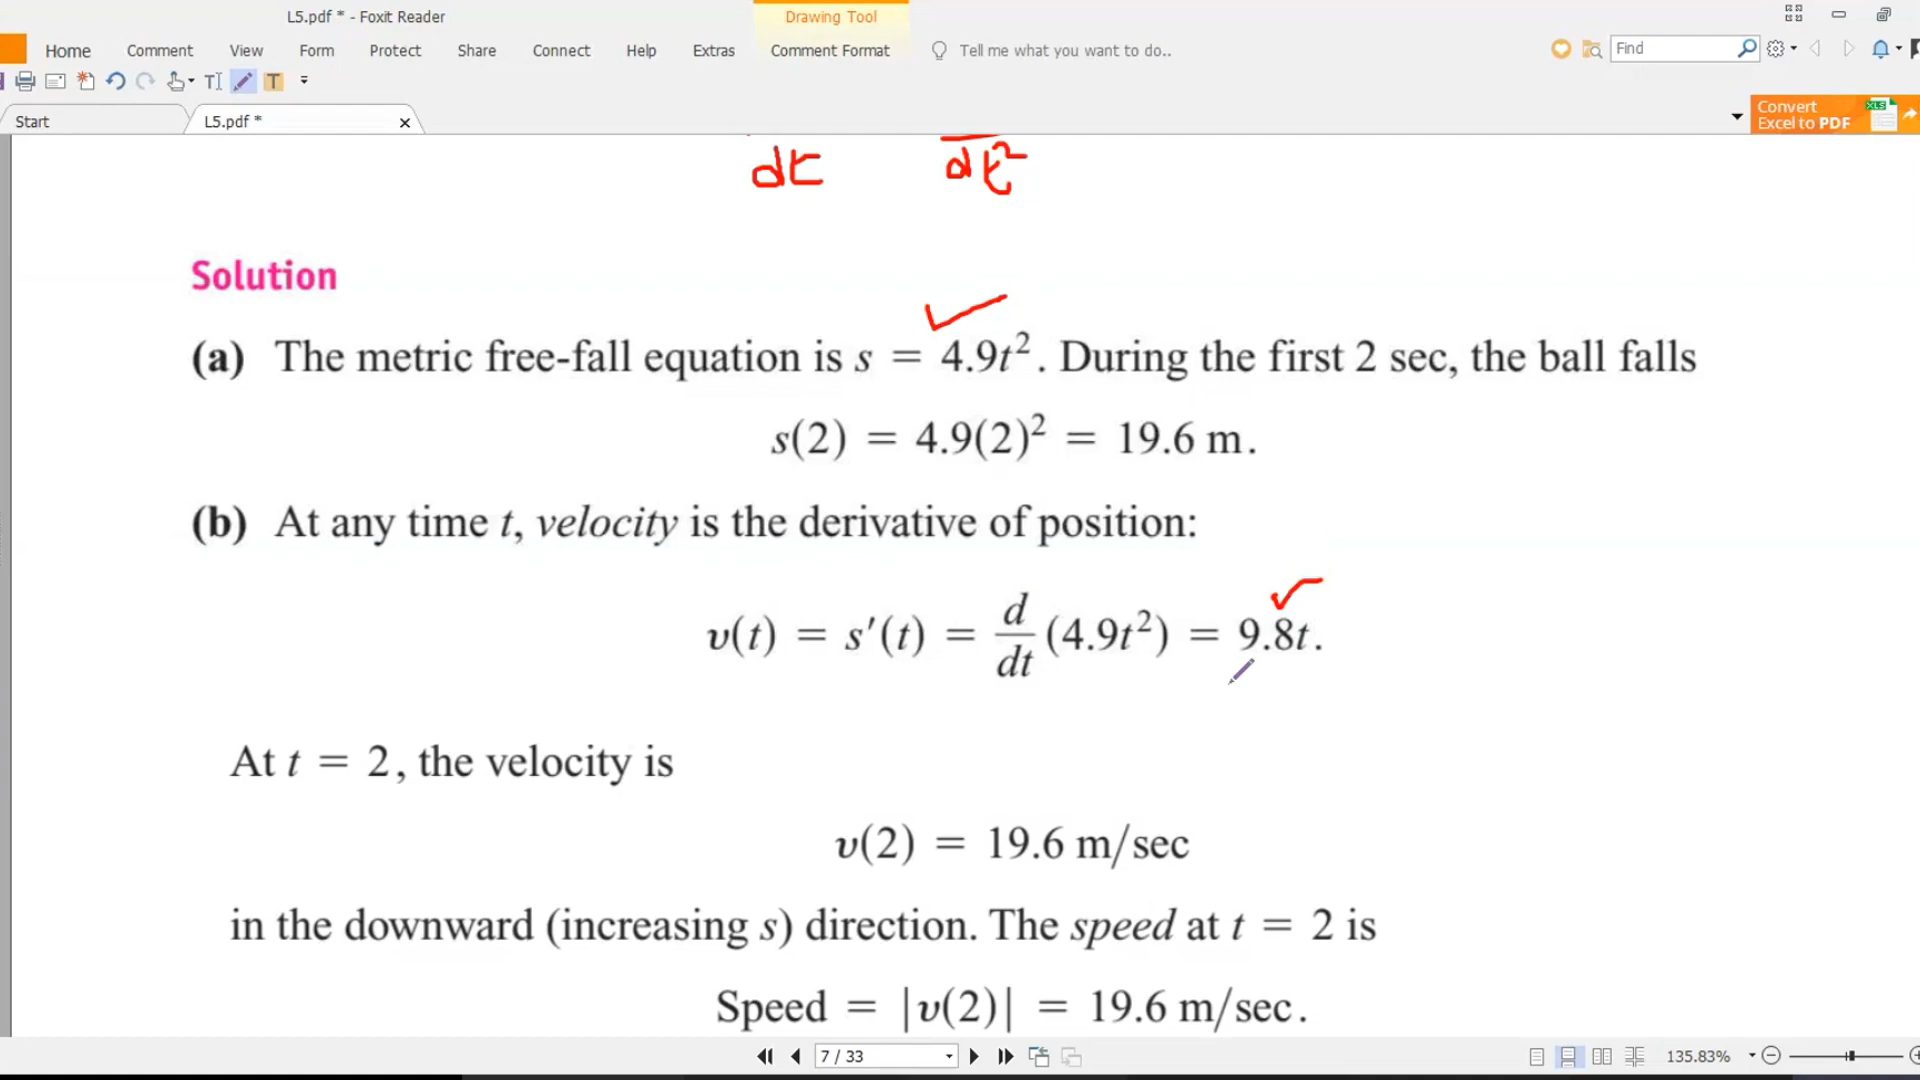 L5.pdf * - Foxit Reader
Drawing Tool
Home Comment View Form Protect Share Connect Help Extras Comment Format Tell me what you want to do.. Find
Start
L5.pdf *
Convert
Excel to PDF
XLS
dt
dt²
Solution
(a) The metric free-fall equation is s = 4.9t². During the first 2 sec, the ball falls
s(2) = 4.9(2)² = 19.6 m.
(b) At any time t, velocity is the derivative of position:
v(t) = s′(t) = d/dt (4.9t²) = 9.8t.
At t = 2, the velocity is
v(2) = 19.6 m/sec
in the downward (increasing s) direction. The speed at t = 2 is
Speed = |v(2)| = 19.6 m/sec.
7 / 33
135.83%